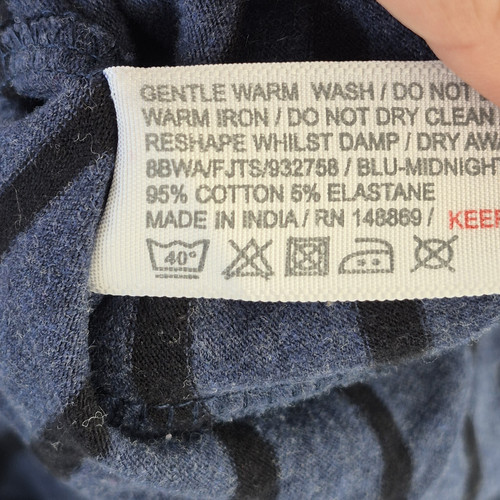 GENTLE WARM WASH / DO NOT
WARM IRON / DO NOT DRY CLEAN
RESHAPE WHILST DAMP / DRY AWA
8BWA/FJTS/932758 / BLU-MIDNIGHT
95% COTTON 5% ELASTANE
MADE IN INDIA / RN 148869 / KEEP
40°